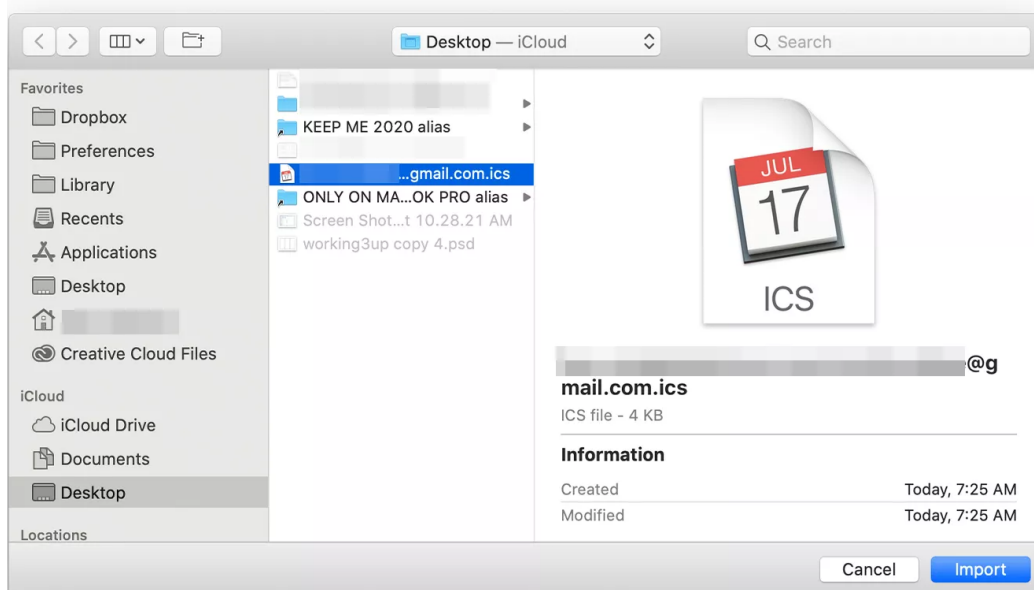 Desktop — iCloud
Search
Favorites
Dropbox
Preferences
Library
Recents
Applications
Desktop
Creative Cloud Files
iCloud
iCloud Drive
Documents
Desktop
Locations
KEEP ME 2020 alias
...gmail.com.ics
ONLY ON MA...OK PRO alias
Screen Shot...t 10.28.21 AM
working3up copy 4.psd
JUL
17
ICS
@g
mail.com.ics
ICS file - 4 KB
Information
Created Today, 7:25 AM
Modified Today, 7:25 AM
Cancel Import